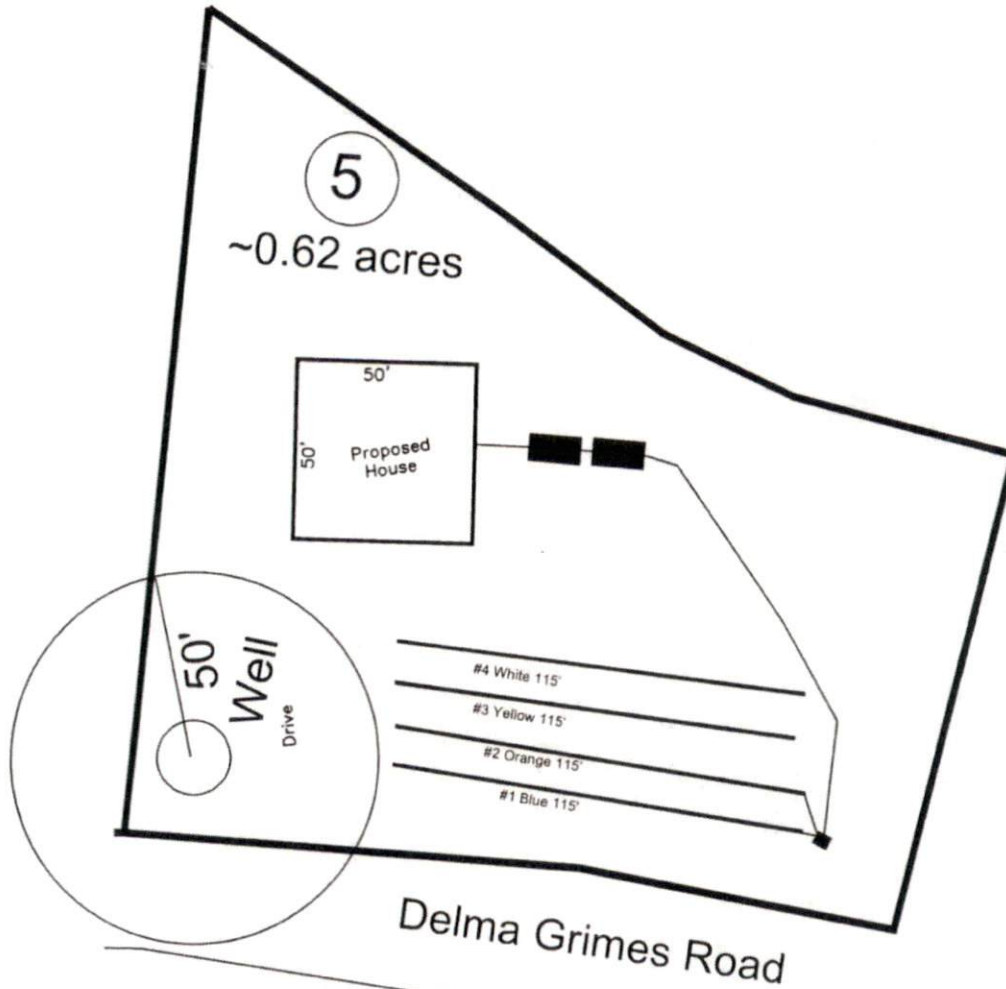 5
~0.62 acres
50'
50'
Proposed
House
50'
Well
Drive
#4 White 115'
#3 Yellow 115'
#2 Orange 115'
#1 Blue 115'
Delma Grimes Road